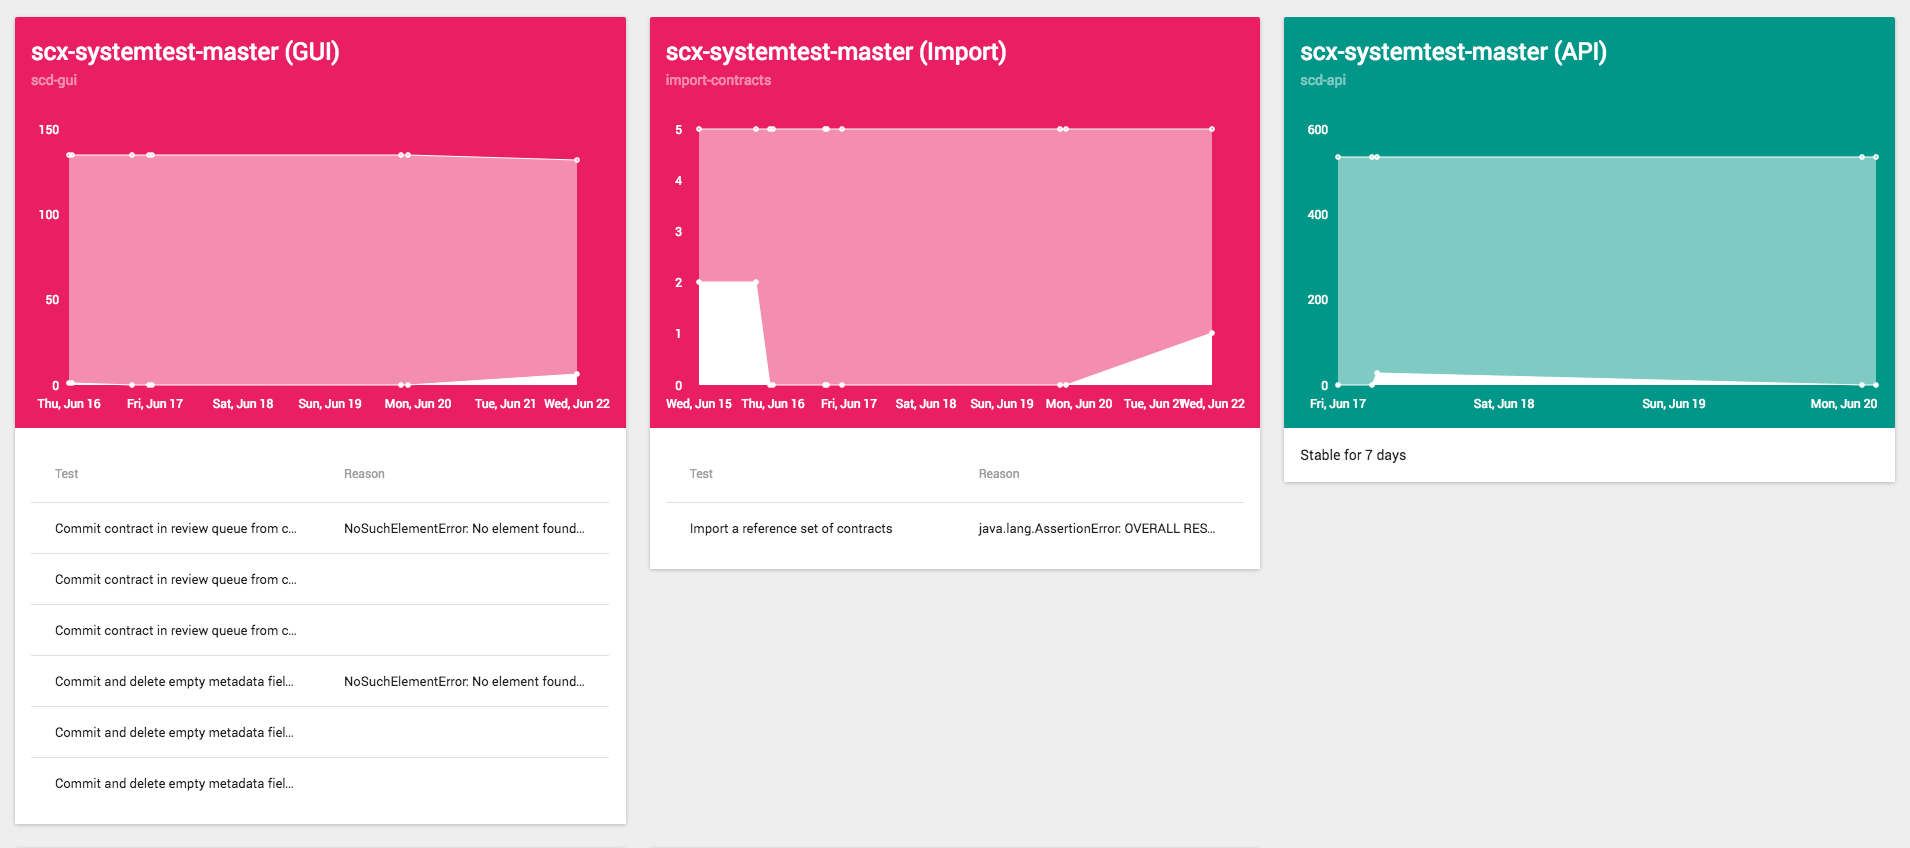 scx-systemtest-master (GUI)
scd-gui
150
100
50
0
Thu, Jun 16 Fri, Jun 17 Sat, Jun 18 Sun, Jun 19 Mon, Jun 20 Tue, Jun 21 Wed, Jun 22
Test Reason
Commit contract in review queue from c... NoSuchElementError: No element found...
Commit contract in review queue from c...
Commit contract in review queue from c...
Commit and delete empty metadata fiel... NoSuchElementError: No element found...
Commit and delete empty metadata fiel...
Commit and delete empty metadata fiel...
scx-systemtest-master (Import)
import-contracts
5
4
3
2
1
0
Wed, Jun 15 Thu, Jun 16 Fri, Jun 17 Sat, Jun 18 Sun, Jun 19 Mon, Jun 20 Tue, Jun 21 Wed, Jun 22
Test Reason
Import a reference set of contracts java.lang.AssertionError: OVERALL RES...
scx-systemtest-master (API)
scd-api
600
400
200
0
Fri, Jun 17 Sat, Jun 18 Sun, Jun 19 Mon, Jun 20
Stable for 7 days